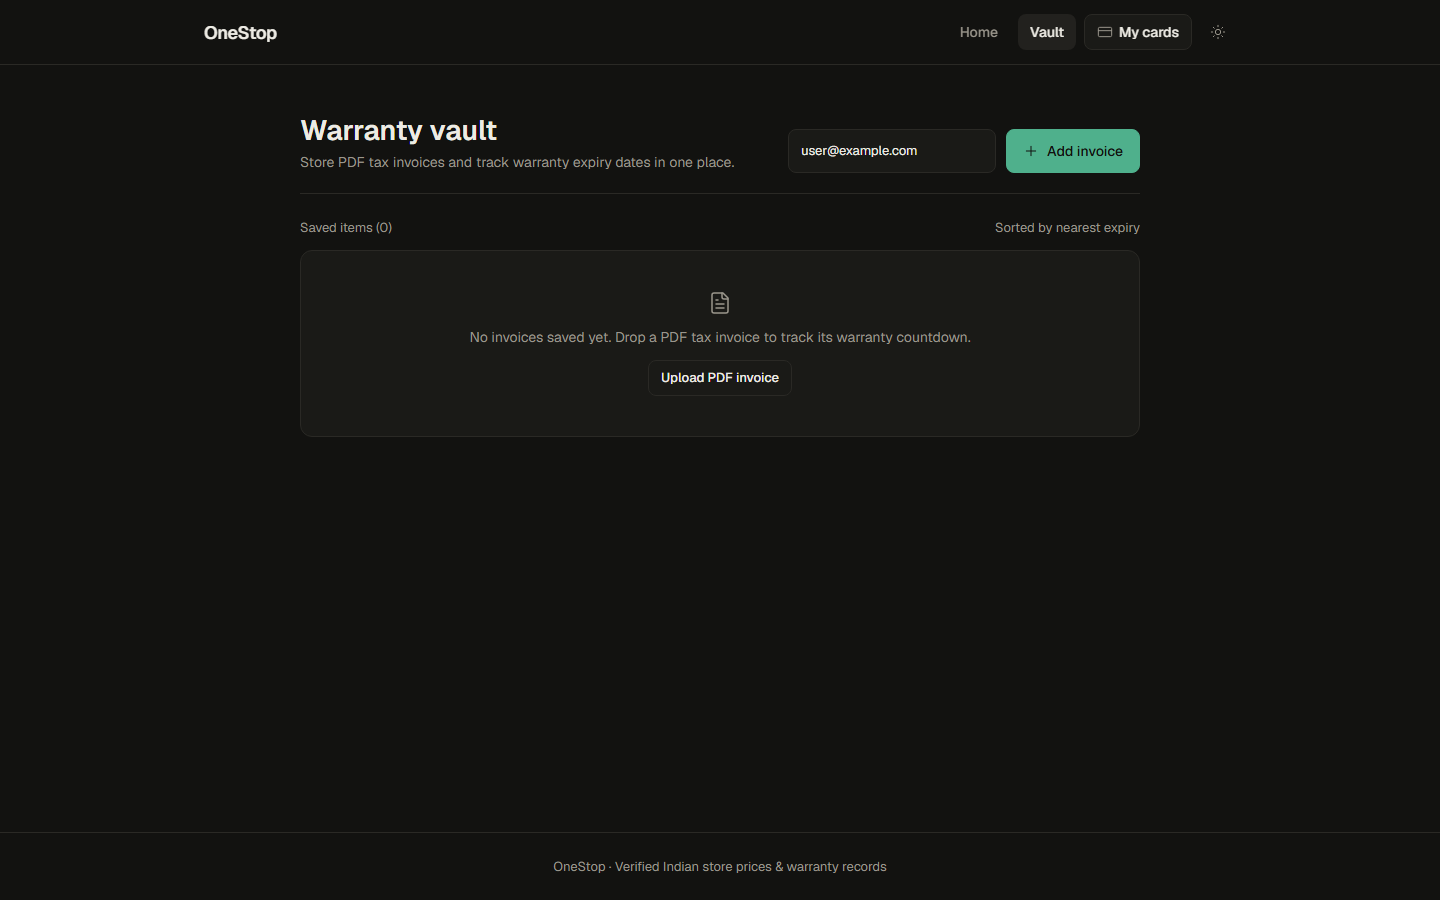 OneStop
Home
Vault
My cards
Warranty vault
Store PDF tax invoices and track warranty expiry dates in one place.
user@example.com
Add invoice
Saved items (0)
Sorted by nearest expiry
No invoices saved yet. Drop a PDF tax invoice to track its warranty countdown.
Upload PDF invoice
OneStop · Verified Indian store prices & warranty records